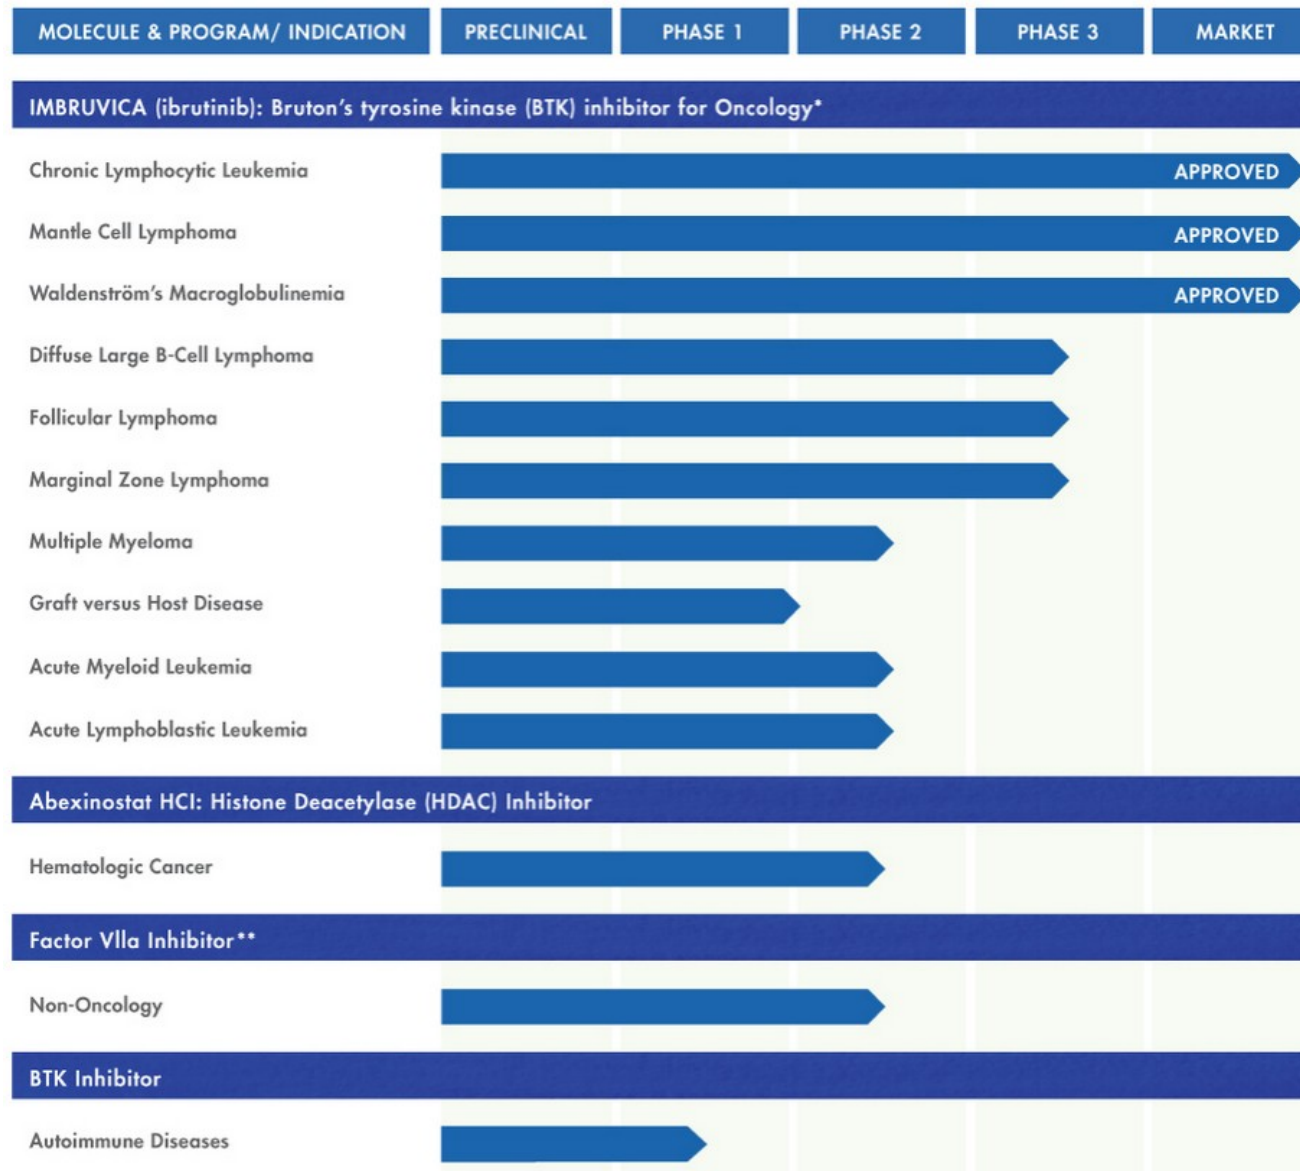 MOLECULE & PROGRAM/ INDICATION PRECLINICAL PHASE 1 PHASE 2 PHASE 3 MARKET
IMBRUVICA (ibrutinib): Bruton's tyrosine kinase (BTK) inhibitor for Oncology*
Chronic Lymphocytic Leukemia APPROVED
Mantle Cell Lymphoma APPROVED
Waldenström's Macroglobulinemia APPROVED
Diffuse Large B-Cell Lymphoma
Follicular Lymphoma
Marginal Zone Lymphoma
Multiple Myeloma
Graft versus Host Disease
Acute Myeloid Leukemia
Acute Lymphoblastic Leukemia
Abexinostat HCI: Histone Deacetylase (HDAC) Inhibitor
Hematologic Cancer
Factor Vlla Inhibitor**
Non-Oncology
BTK Inhibitor
Autoimmune Diseases